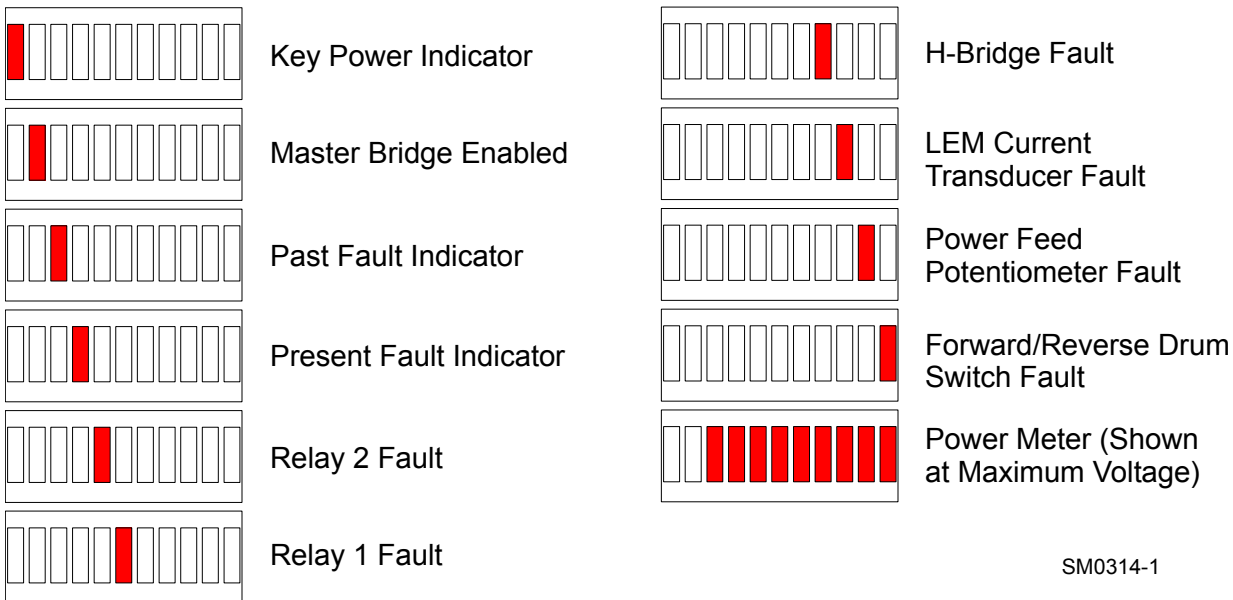 Key Power Indicator
Master Bridge Enabled
Past Fault Indicator
Present Fault Indicator
Relay 2 Fault
Relay 1 Fault
H-Bridge Fault
LEM Current
Transducer Fault
Power Feed
Potentiometer Fault
Forward/Reverse Drum
Switch Fault
Power Meter (Shown
at Maximum Voltage)
SM0314-1